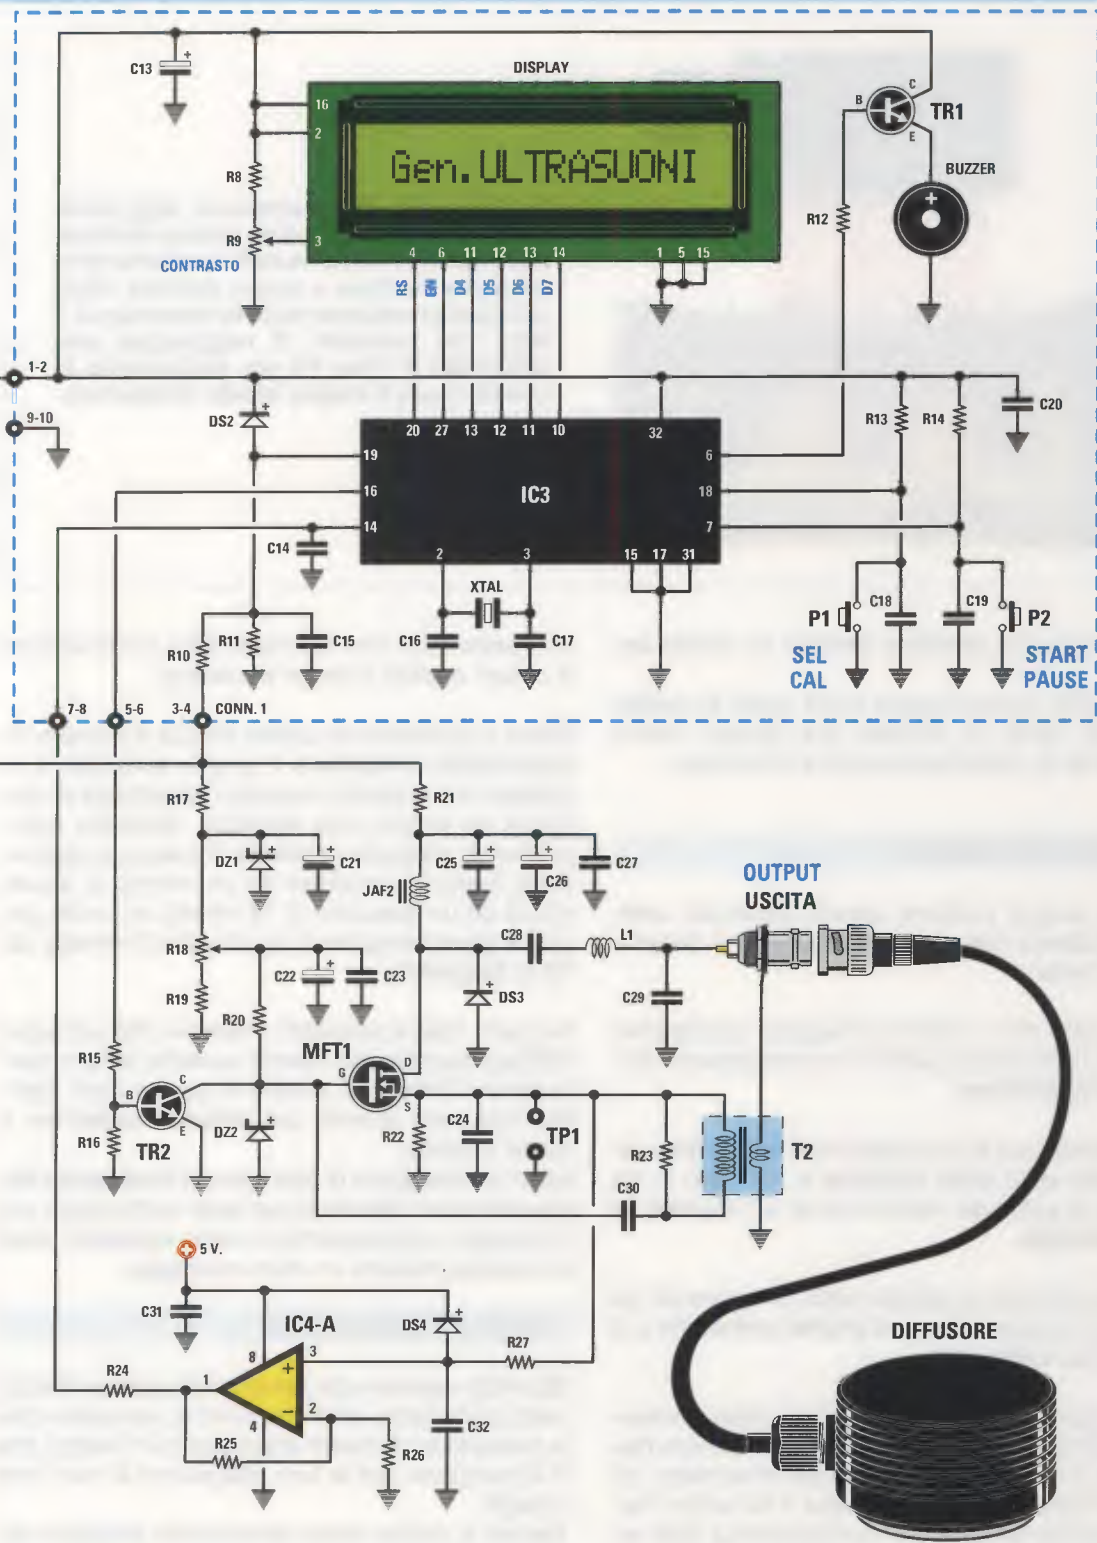 DISPLAY
C13
+
16
2
R8
R9
3
CONTRASTO
Gen.ULTRASUONI
4
6
11
12
13
14
1
5
15
RS
EN
D4
D5
D6
D7
B
C
E
TR1
BUZZER
+
R12
1-2
9-10
DS2
+
20
27
13
12
11
10
32
19
16
14
IC3
6
18
7
R13
R14
C20
C14
2
3
15
17
31
XTAL
C16
C17
R10
R11
C15
P1
C18
C19
P2
SEL
CAL
START
PAUSE
7-8
5-6
3-4
CONN. 1
R17
R21
DZ1
+
C21
+
JAF2
C25
+
C26
+
C27
OUTPUT
USCITA
C28
L1
R18
C22
+
C23
DS3
+
C29
R19
R20
MFT1
G
D
S
R15
B
C
E
R16
TR2
DZ2
+
R22
C24
TP1
R23
T2
C30
5 V.
C31
IC4-A
DS4
+
R27
R24
8
1
3
+
2
–
4
R25
R26
C32
DIFFUSORE